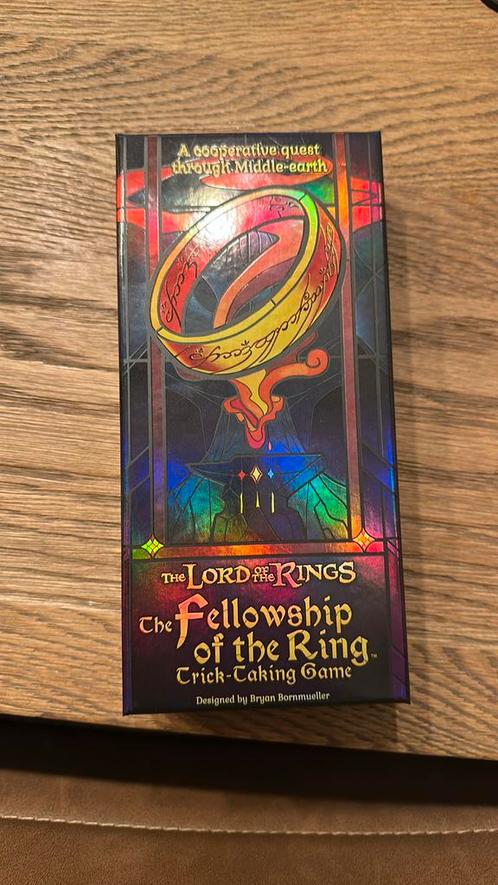 A cooperative quest
through Middle-earth
THE LORD OF THE RINGS
The Fellowship
of the Ring™
Trick-Taking Game
Designed by Bryan Bornmueller